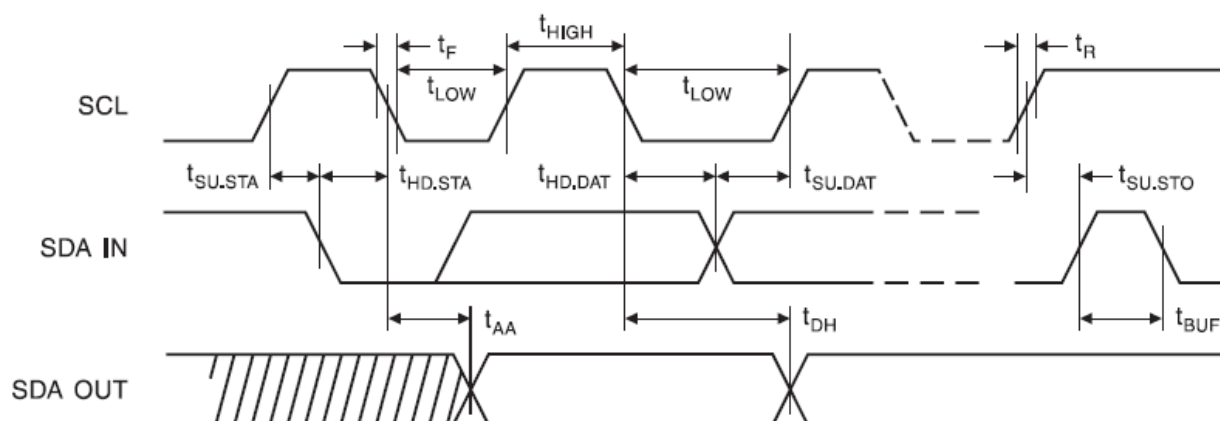 tF tHIGH tR
tLOW tLOW
SCL
tSU.STA tHD.STA tHD.DAT tSU.DAT tSU.STO
SDA IN
tAA tDH tBUF
SDA OUT